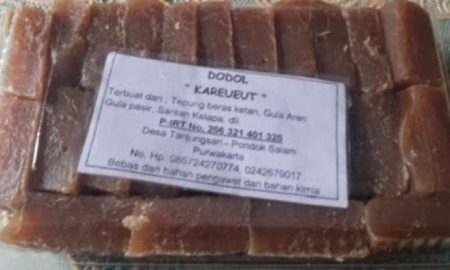 DODOL
" KAREUEUT "
Terbuat dari : Tepung beras ketan, Gula Aren
Gula pasir, Santan Kelapa, dll.
P-IRT No. 206 321 401 320
Desa Tanjungsari - Pondok Salam
Purwakarta
No. Hp. 085724270774, 0242679017
Bebas dari bahan pengawet dan bahan kimia